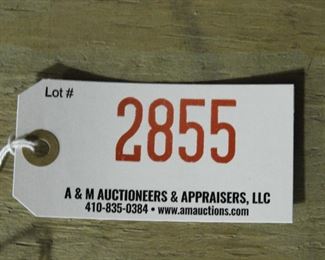 Lot #
2855
A & M AUCTIONEERS & APPRAISERS, LLC
410-835-0384 • www.amauctions.com